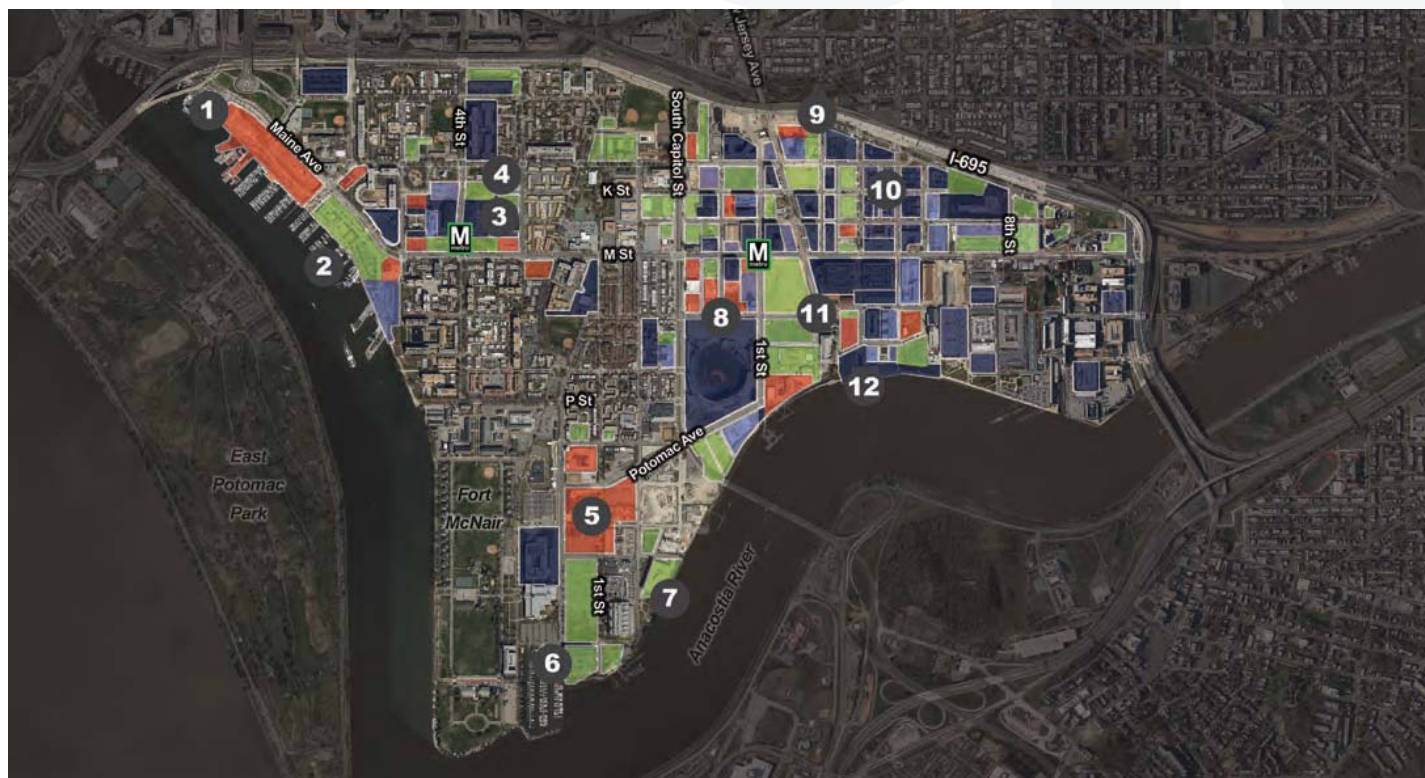 Jersey Ave
1
Maine Ave
4th St
South Capitol St
9
I-695
4
K St
10
3
8th St
M
metro
M St
M
metro
2
8
11
1st St
12
P St
Potomac Ave
East
Potomac
Park
Fort
McNair
5
1st St
7
Anacostia River
6